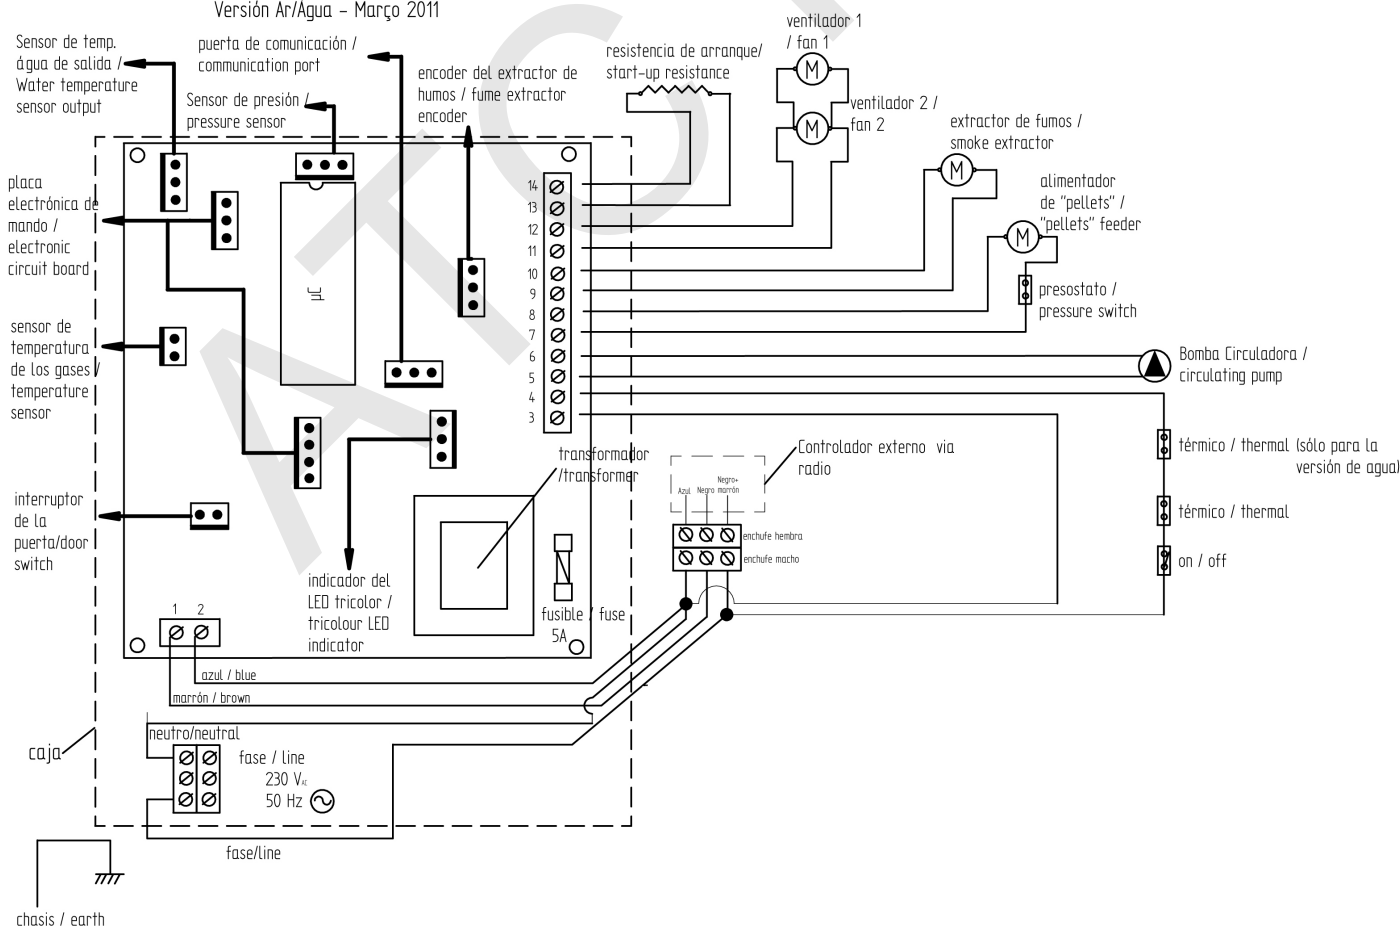 Versión Ar/Água - Março 2011
Sensor de temp.
água de salida /
Water temperature
sensor output
puerta de comunicación /
communication port
Sensor de presión /
pressure sensor
encoder del extractor de
humos / fume extractor
encoder
resistencia de arranque/
start-up resistance
ventilador 1
/ fan 1
M
ventilador 2 /
fan 2
M
extractor de fumos /
smoke extractor
M
alimentador
de "pellets" /
"pellets" feeder
M
presostato /
pressure switch
placa
electrónica de
mando /
electronic
circuit board
µC
14
13
12
11
10
9
8
7
6
5
4
3
Bomba Circuladora /
circulating pump
sensor de
temperatura
de los gases /
temperature
sensor
térmico / thermal (sólo para la
versión de agua)
térmico / thermal
on / off
transformador
/transformer
Controlador externo via
radio
Azul
Negro
Negro+
marrón
enchufe hembra
enchufe macho
interruptor
de la
puerta/door
switch
indicador del
LED tricolor /
tricolour LED
indicator
fusible / fuse
5A
1 2
azul / blue
marrón / brown
neutro/neutral
caja
fase / line
230 VAC
50 Hz
fase/line
chasis / earth
ATC